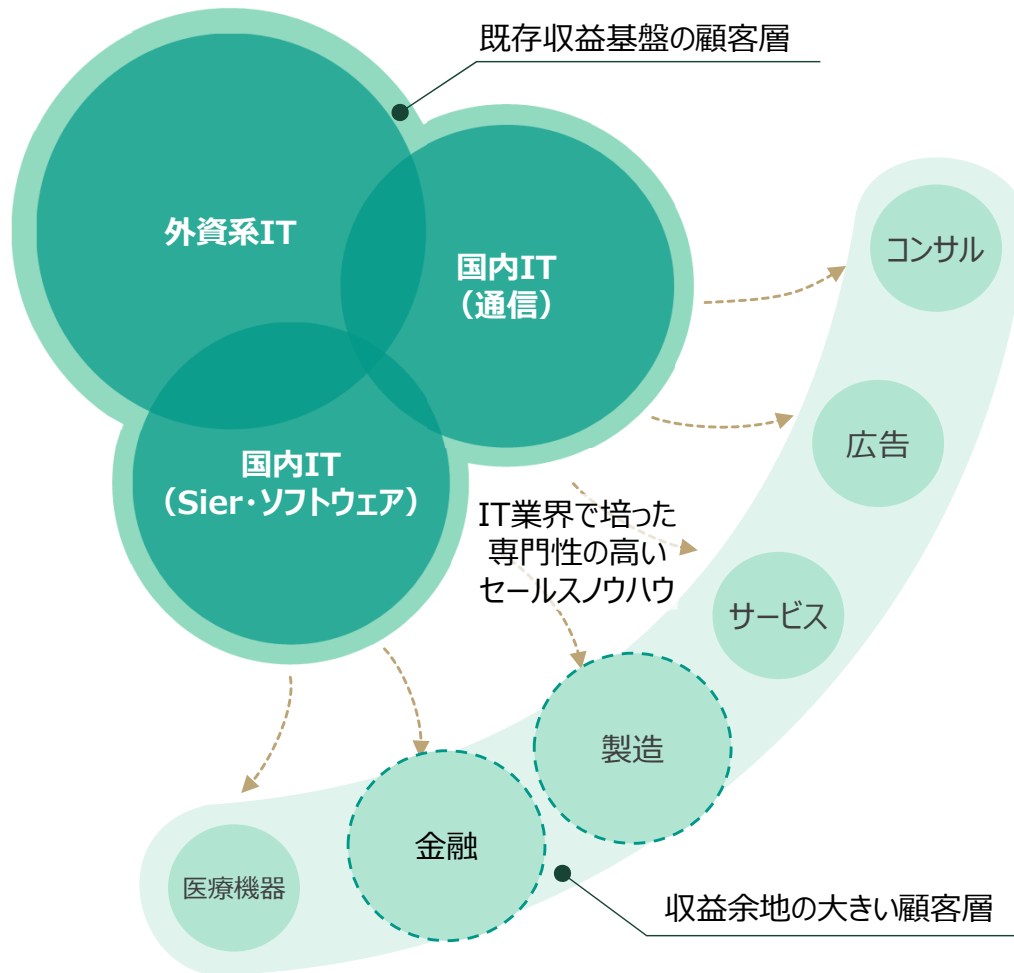 既存収益基盤の顧客層
外資系IT
国内IT
（通信）
国内IT
（Sier・ソフトウェア）
コンサル
広告
IT業界で培った
専門性の高い
セールスノウハウ
サービス
製造
金融
医療機器
収益余地の大きい顧客層